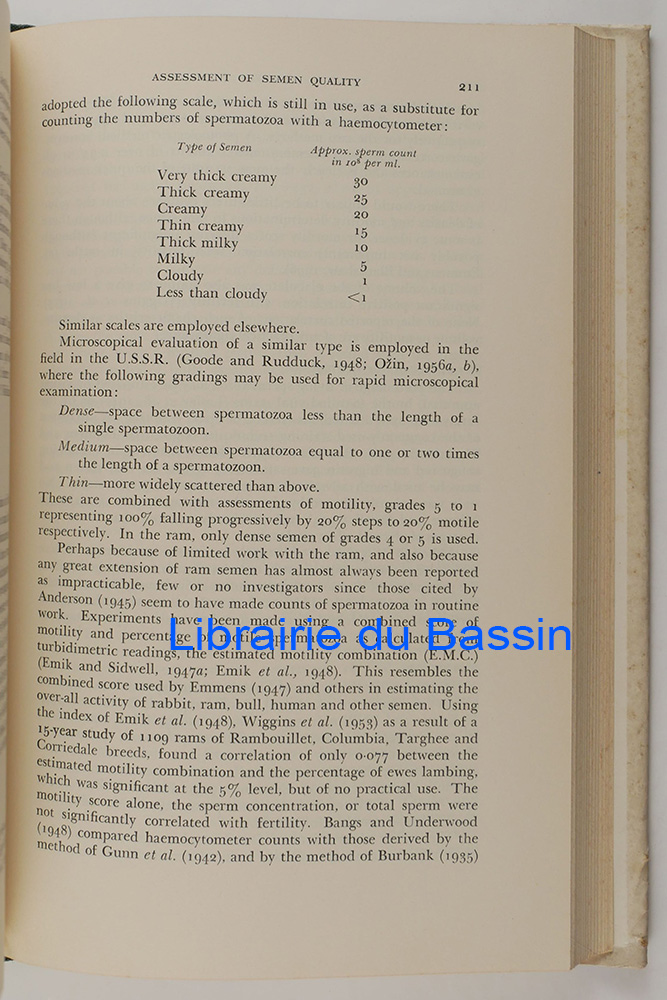 ASSESSMENT OF SEMEN QUALITY 211
adopted the following scale, which is still in use, as a substitute for
counting the numbers of spermatozoa with a haemocytometer:
Type of Semen Approx. sperm count
in 10⁸ per ml.
Very thick creamy 30
Thick creamy 25
Creamy 20
Thin creamy 15
Thick milky 10
Milky 5
Cloudy 1
Less than cloudy <1
Similar scales are employed elsewhere.
Microscopical evaluation of a similar type is employed in the
field in the U.S.S.R. (Goode and Rudduck, 1948; Ožin, 1956a, b),
where the following gradings may be used for rapid microscopical
examination:
Dense—space between spermatozoa less than the length of a
single spermatozoon.
Medium—space between spermatozoa equal to one or two times
the length of a spermatozoon.
Thin—more widely scattered than above.
These are combined with assessments of motility, grades 5 to 1
representing 100% falling progressively by 20% steps to 20% motile
respectively. In the ram, only dense semen of grades 4 or 5 is used.
Perhaps because of limited work with the ram, and also because
any great extension of ram semen has almost always been reported
as impracticable, few or no investigators since those cited by
Anderson (1945) seem to have made counts of spermatozoa in routine
work. Experiments have been made using a combined score of
motility and percentage of motile spermatozoa as calculated from
Librairie du Bassin
turbidimetric readings, the estimated motility combination (E.M.C.)
(Emik and Sidwell, 1947a; Emik et al., 1948). This resembles the
combined score used by Emmens (1947) and others in estimating the
over-all activity of rabbit, ram, bull, human and other semen. Using
the index of Emik et al. (1948), Wiggins et al. (1953) as a result of a
15-year study of 1109 rams of Rambouillet, Columbia, Targhee and
Corriedale breeds, found a correlation of only 0·077 between the
estimated motility combination and the percentage of ewes lambing,
which was significant at the 5% level, but of no practical use. The
motility score alone, the sperm concentration, or total sperm were
not significantly correlated with fertility. Bangs and Underwood
(1948) compared haemocytometer counts with those derived by the
method of Gunn et al. (1942), and by the method of Burbank (1935)